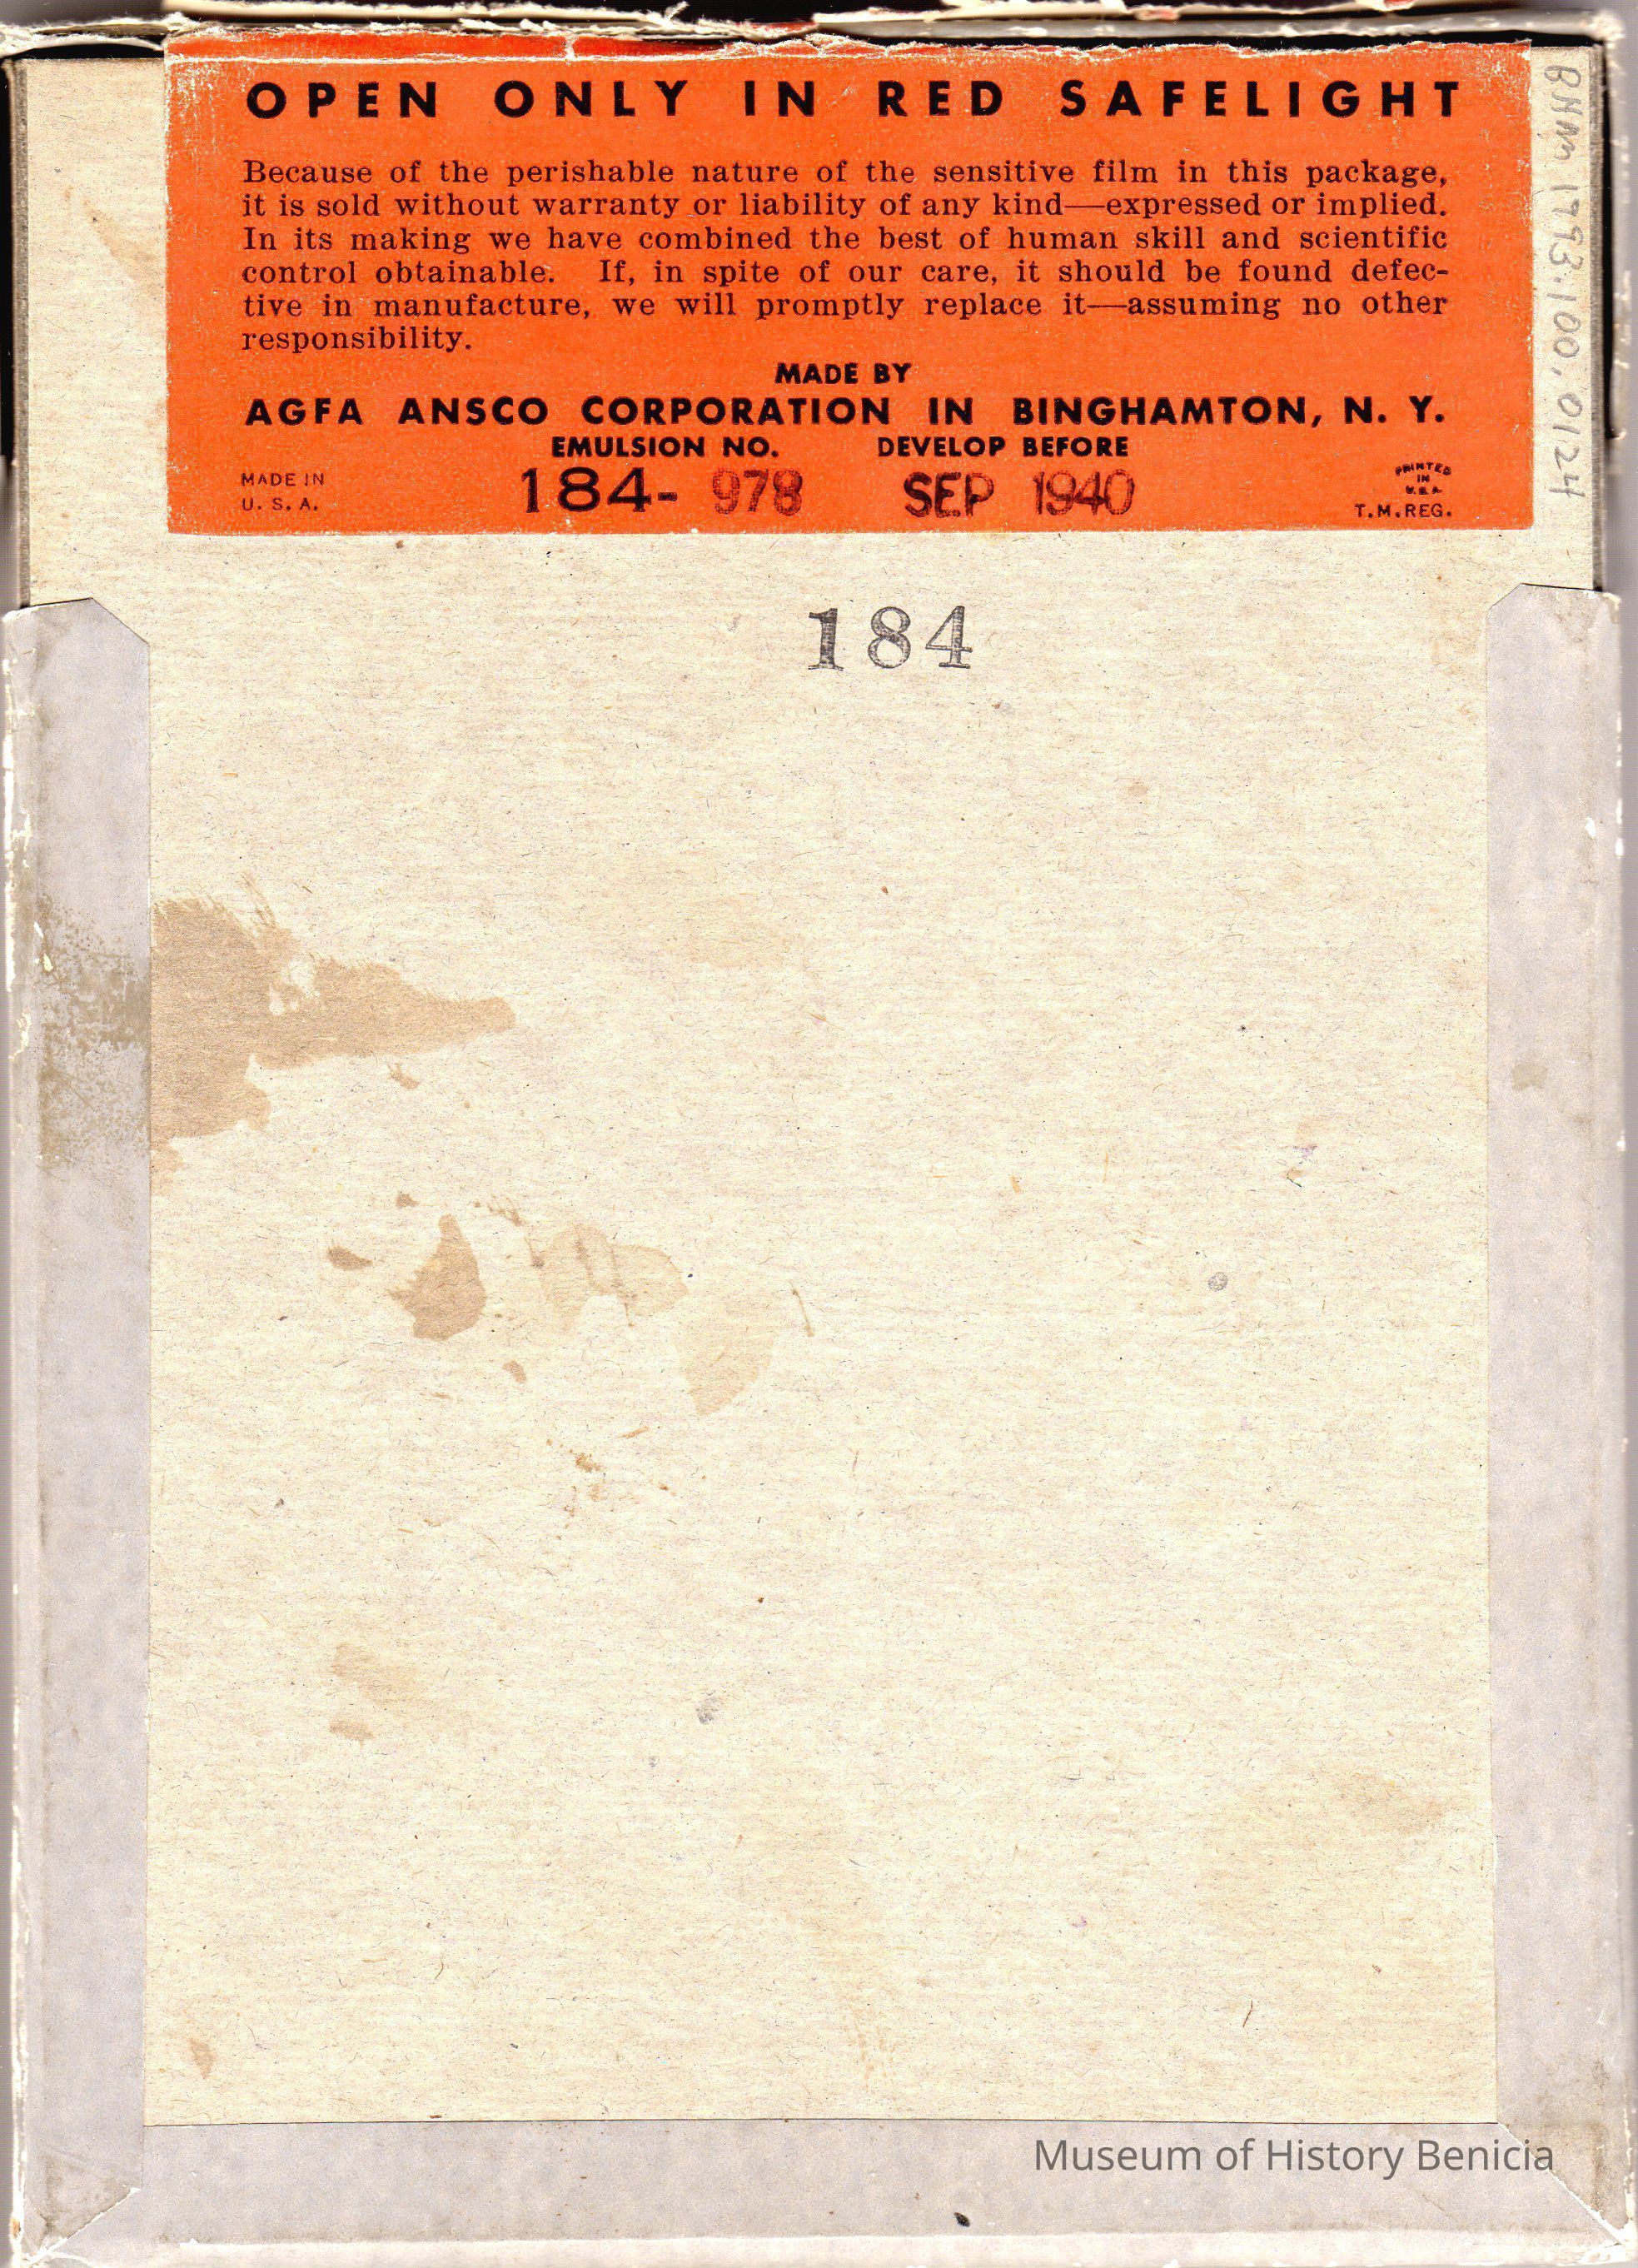 OPEN ONLY IN RED SAFELIGHT
Because of the perishable nature of the sensitive film in this package,
it is sold without warranty or liability of any kind—expressed or implied.
In its making we have combined the best of human skill and scientific
control obtainable. If, in spite of our care, it should be found defec-
tive in manufacture, we will promptly replace it—assuming no other
responsibility.
MADE BY
AGFA ANSCO CORPORATION IN BINGHAMTON, N. Y.
EMULSION NO. DEVELOP BEFORE
MADE IN
U. S. A.
184- 978 SEP 1940
PRINTED
IN
U.S.A.
T.M.REG.
BHM 1993.100.0124
184
Museum of History Benicia